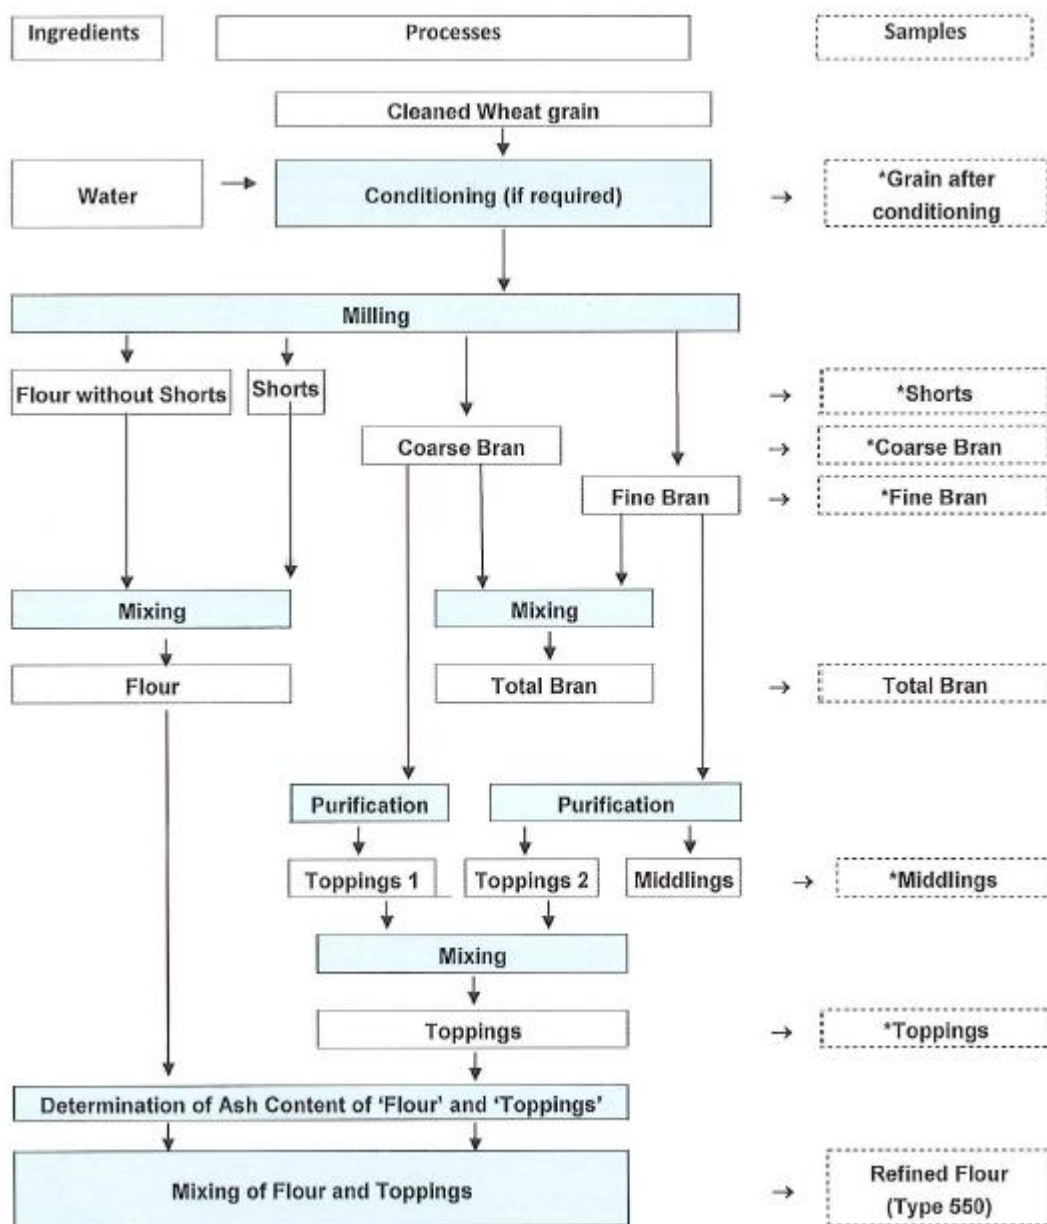 Ingredients
Processes
Samples
Cleaned Wheat grain
Water
Conditioning (if required)
*Grain after
conditioning
Milling
Flour without Shorts
Shorts
*Shorts
Coarse Bran
*Coarse Bran
Fine Bran
*Fine Bran
Mixing
Mixing
Flour
Total Bran
Total Bran
Purification
Purification
Toppings 1
Toppings 2
Middlings
*Middlings
Mixing
Toppings
*Toppings
Determination of Ash Content of ‘Flour’ and ‘Toppings’
Mixing of Flour and Toppings
Refined Flour
(Type 550)